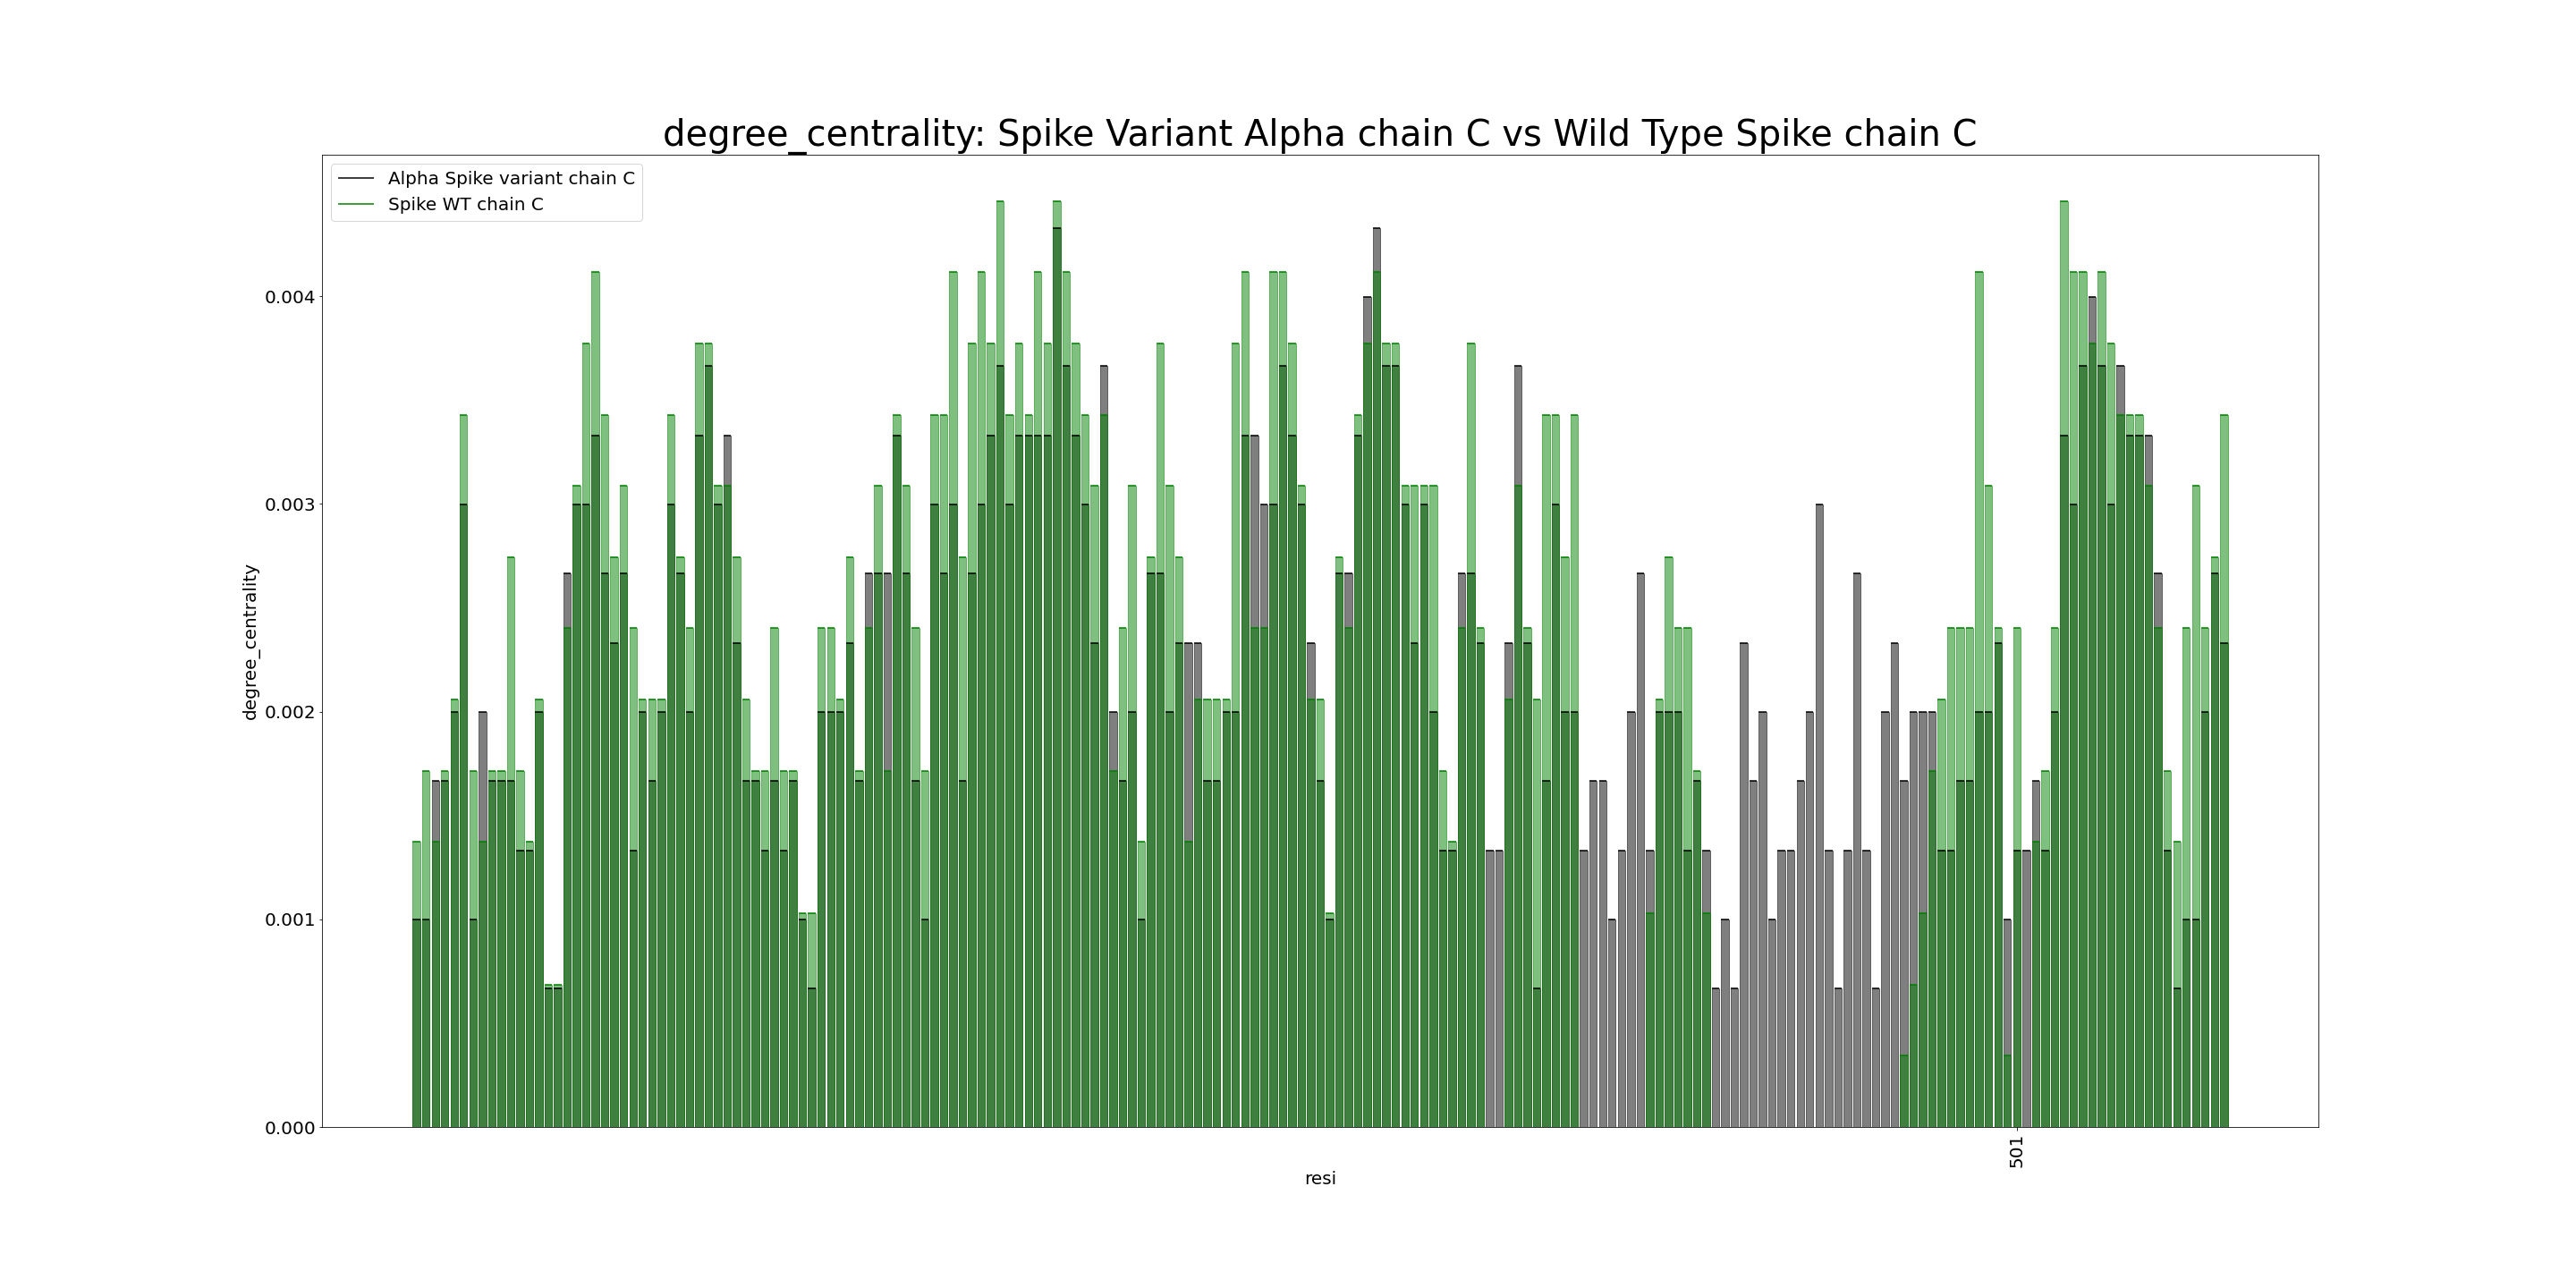 degree_centrality: Spike Variant Alpha chain C vs Wild Type Spike chain C
Alpha Spike variant chain C
Spike WT chain C
0.004
0.003
0.002
0.001
0.000
degree_centrality
501
resi